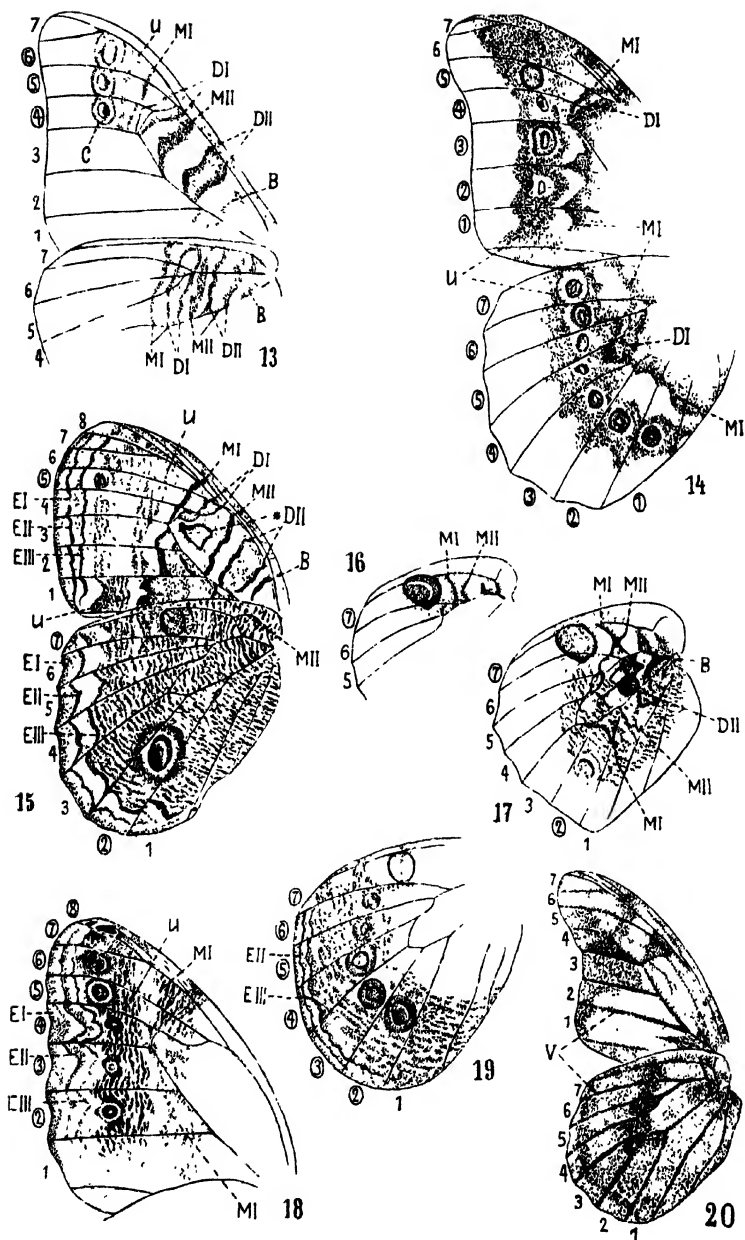 7 u MI
⑥ DI
⑤ MII
④ DII
3 C
2 B
1
7
6
5
4 MI DI MII DII B
13
7
6 MI
⑤
④ DI
③
②
① MI
u
⑦
⑥ DI
⑤
④ MI
③ ② ①
14
8 u
7 MI
6 DI
⑤ MII
EI 4 *DII
EII 3
EIII 2 B
1
u
⑦ MII
EI 6
EII 5
EIII 4
15 3 ② 1
16 MI MII
⑦
6
5
MI MII
⑦
6 B
5 DII
4 MII
3 ② 1 MI
17
⑧
⑦ u
⑥ MI
⑤
EI ④
EII ③
EIII ②
1 MI
18
⑦
⑥
EII ⑤
EIII ④
③ ② 1
19
7
6
5
4
3
2
1
V
7
6
5
4
3 2 1
20